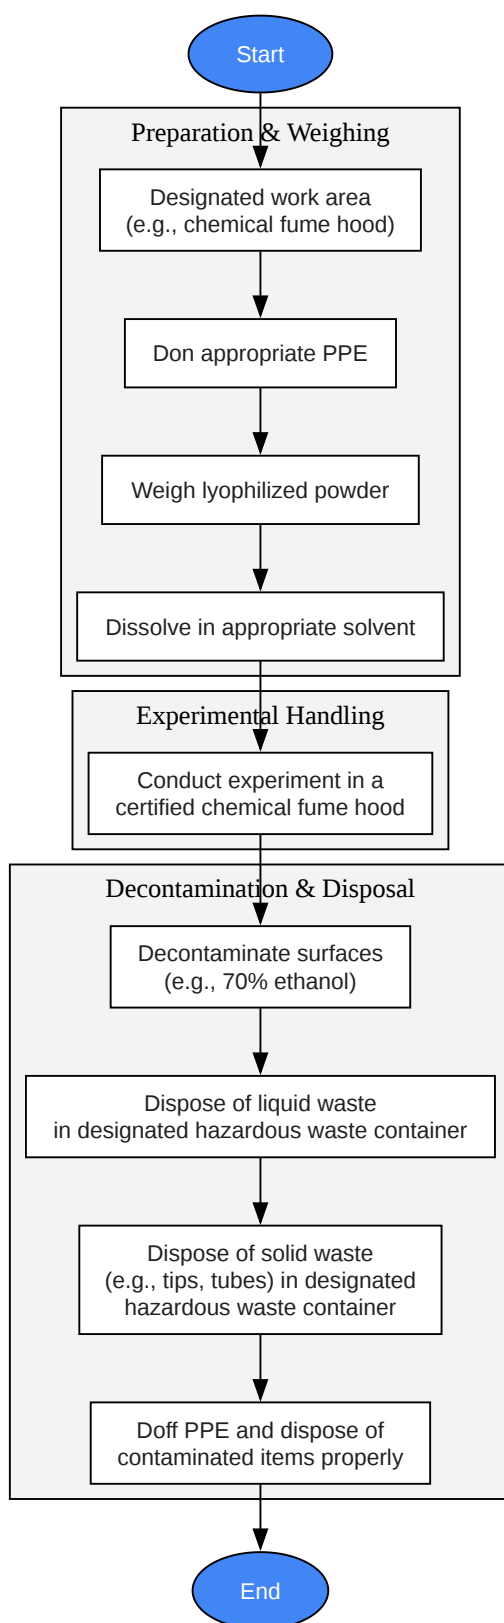 Start
Preparation & Weighing
Designated work area
(e.g., chemical fume hood)
Don appropriate PPE
Weigh lyophilized powder
Dissolve in appropriate solvent
Experimental Handling
Conduct experiment in a
certified chemical fume hood
Decontamination & Disposal
Decontaminate surfaces
(e.g., 70% ethanol)
Dispose of liquid waste
in designated hazardous waste container
Dispose of solid waste
(e.g., tips, tubes) in designated
hazardous waste container
Doff PPE and dispose of
contaminated items properly
End